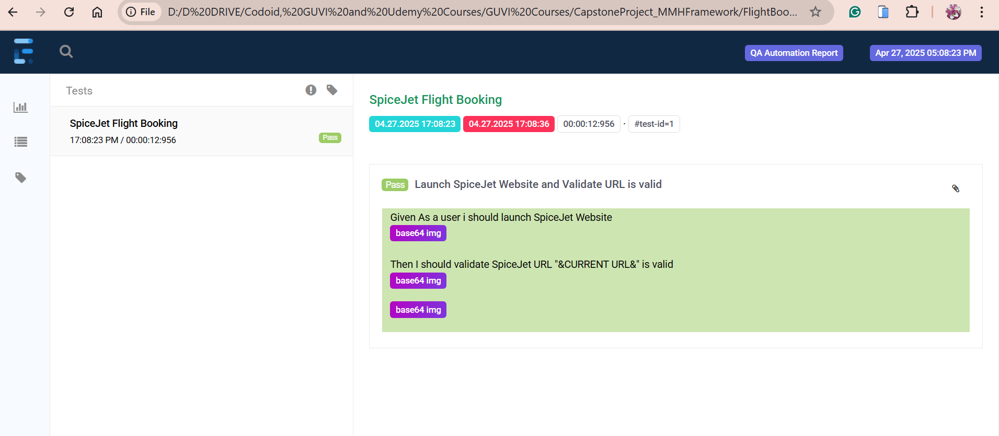 File D:/D%20DRIVE/Codoid,%20GUVI%20and%20Udemy%20Courses/GUVI%20Courses/CapstoneProject_MMHFramework/FlightBoo...
QA Automation Report Apr 27, 2025 05:08:23 PM
Tests
SpiceJet Flight Booking
17:08:23 PM / 00:00:12:956 Pass
SpiceJet Flight Booking
04.27.2025 17:08:23 04.27.2025 17:08:36 00:00:12:956 · #test-id=1
Pass Launch SpiceJet Website and Validate URL is valid
Given As a user i should launch SpiceJet Website
base64 img
Then I should validate SpiceJet URL "&CURRENT URL&" is valid
base64 img
base64 img